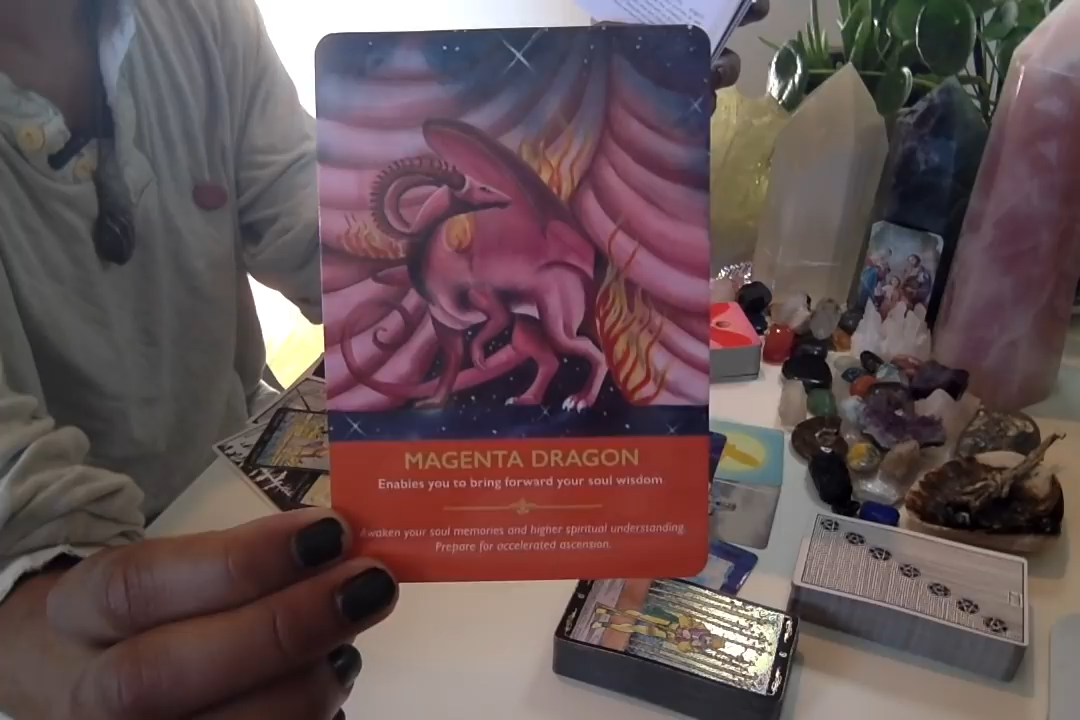 MAGENTA DRAGON
Enables you to bring forward your soul wisdom
Awaken your soul memories and higher spiritual understanding.
Prepare for accelerated ascension.